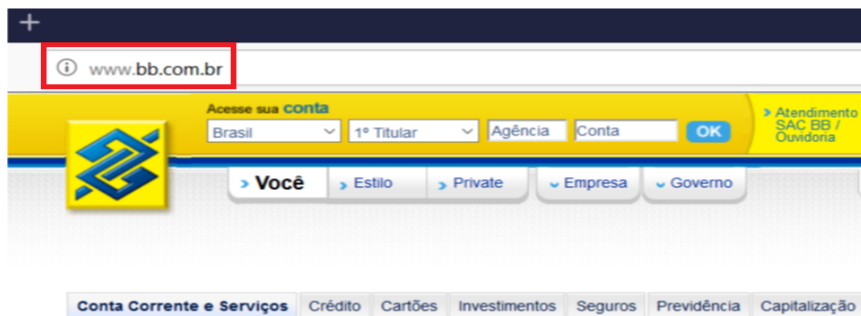 www.bb.com.br
Acesse sua conta
Brasil 1º Titular Agência Conta OK
Atendimento
SAC BB /
Ouvidoria
Você Estilo Private Empresa Governo
Conta Corrente e Serviços Crédito Cartões Investimentos Seguros Previdência Capitalização